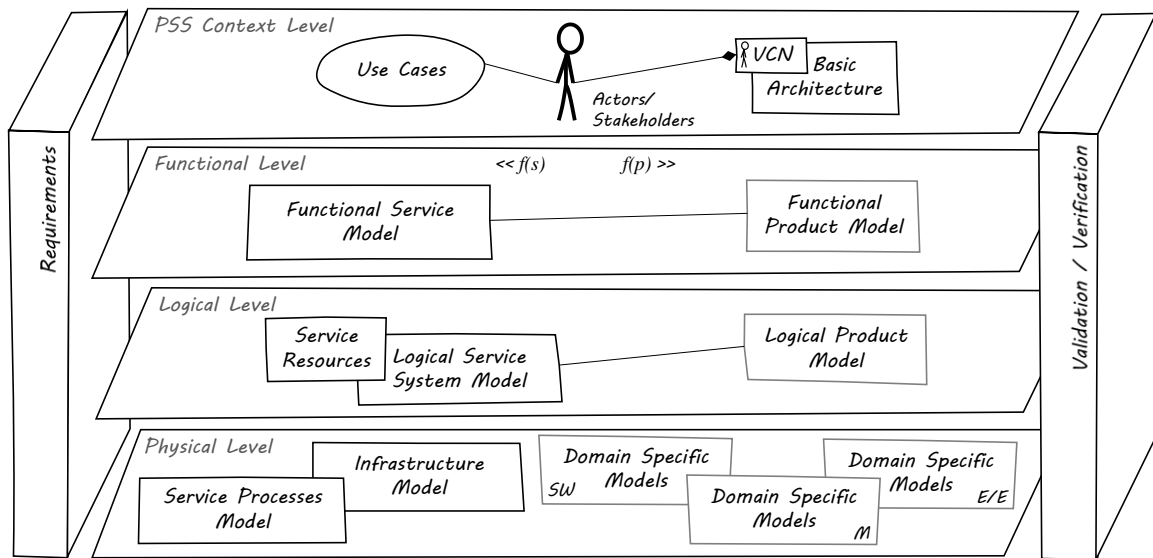 PSS Context Level
Use Cases
Actors/
Stakeholders
VCN
Basic
Architecture
Requirements
Validation / Verification
Functional Level
<< f(s)
f(p) >>
Functional Service
Model
Functional
Product Model
Logical Level
Service
Resources
Logical Service
System Model
Logical Product
Model
Physical Level
Infrastructure
Model
Service Processes
Model
Domain Specific
Models
SW
Domain Specific
Models
M
Domain Specific
Models
E/E